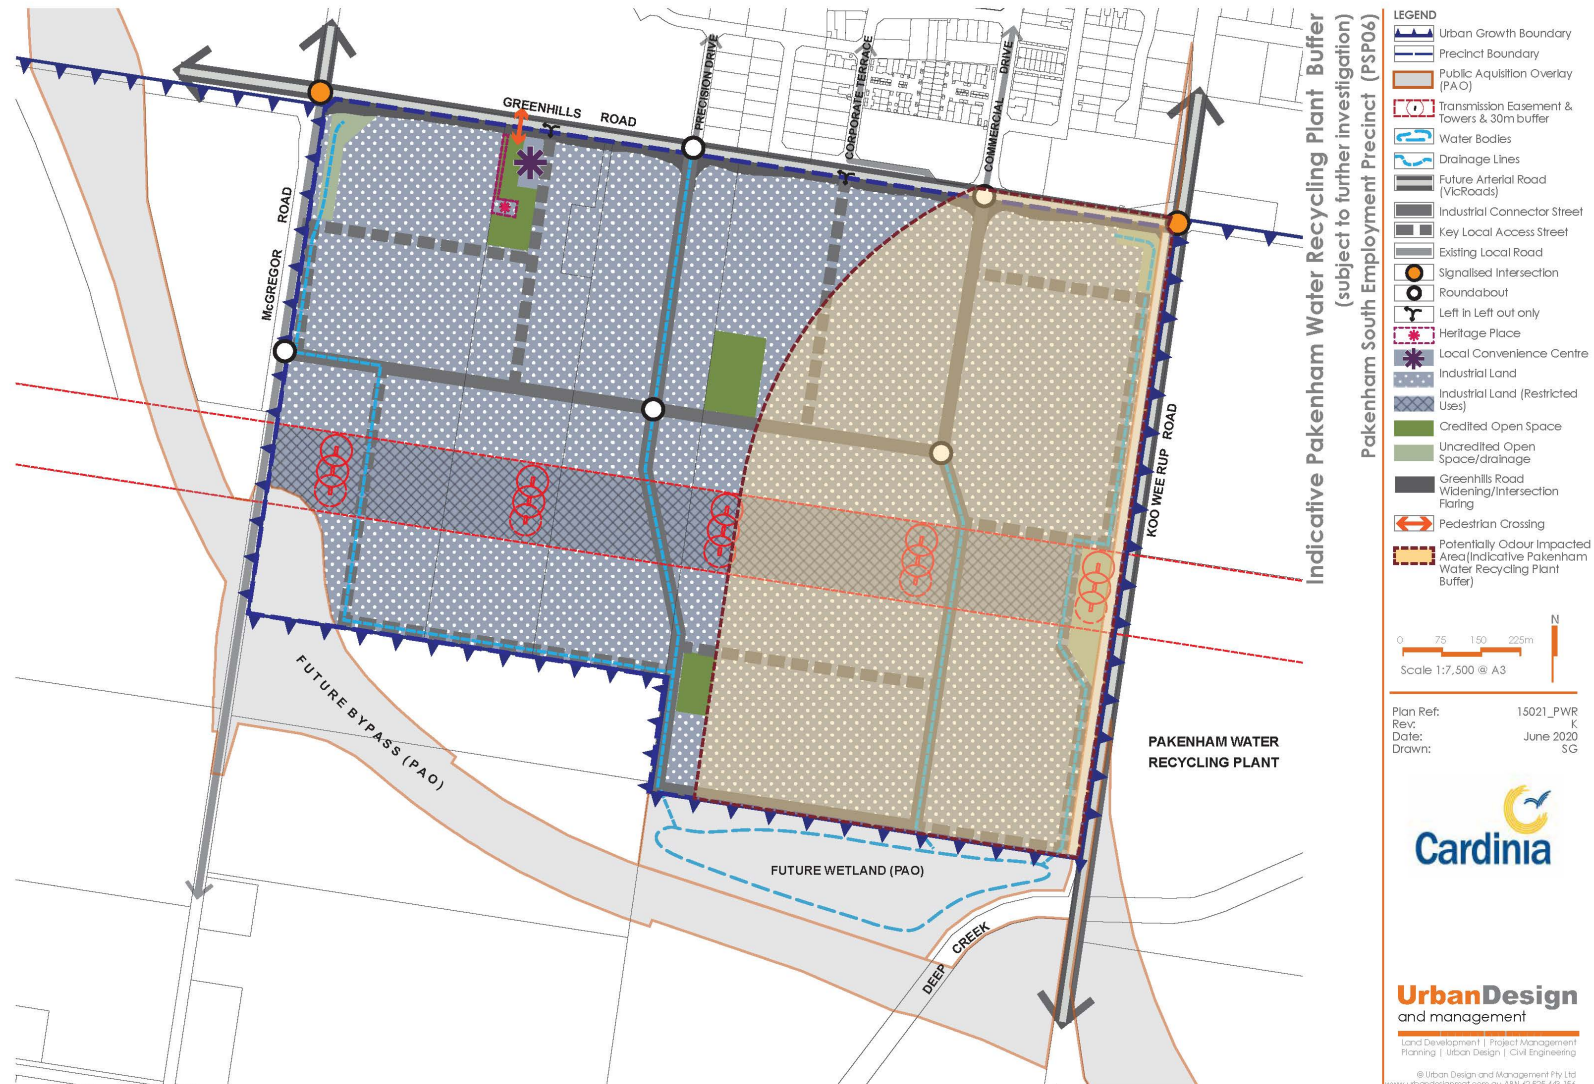 GREENHILLS ROAD
PRECISION DRIVE
CORPORATE TERRACE
COMMERCIAL DRIVE
McGREGOR ROAD
KOO WEE RUP ROAD
FUTURE BYPASS (PAO)
PAKENHAM WATER
RECYCLING PLANT
FUTURE WETLAND (PAO)
DEEP CREEK
Indicative Pakenham Water Recycling Plant Buffer
(subject to further investigation)
Pakenham South Employment Precinct (PSP06)
LEGEND
Urban Growth Boundary
Precinct Boundary
Public Aquisition Overlay
(PAO)
Transmission Easement &
Towers & 30m buffer
Water Bodies
Drainage Lines
Future Arterial Road
(VicRoads)
Industrial Connector Street
Key Local Access Street
Existing Local Road
Signalised Intersection
Roundabout
Left in Left out only
Heritage Place
Local Convenience Centre
Industrial Land
Industrial Land (Restricted
Uses)
Credited Open Space
Uncredited Open
Space/drainage
Greenhills Road
Widening/Intersection
Flaring
Pedestrian Crossing
Potentially Odour Impacted
Area(Indicative Pakenham
Water Recycling Plant
Buffer)
N
0 75 150 225m
Scale 1:7,500 @ A3
Plan Ref: 15021_PWR
Rev: K
Date: June 2020
Drawn: SG
Cardinia
UrbanDesign
and management
Land Development | Project Management
Planning | Urban Design | Civil Engineering
© Urban Design and Management Pty Ltd